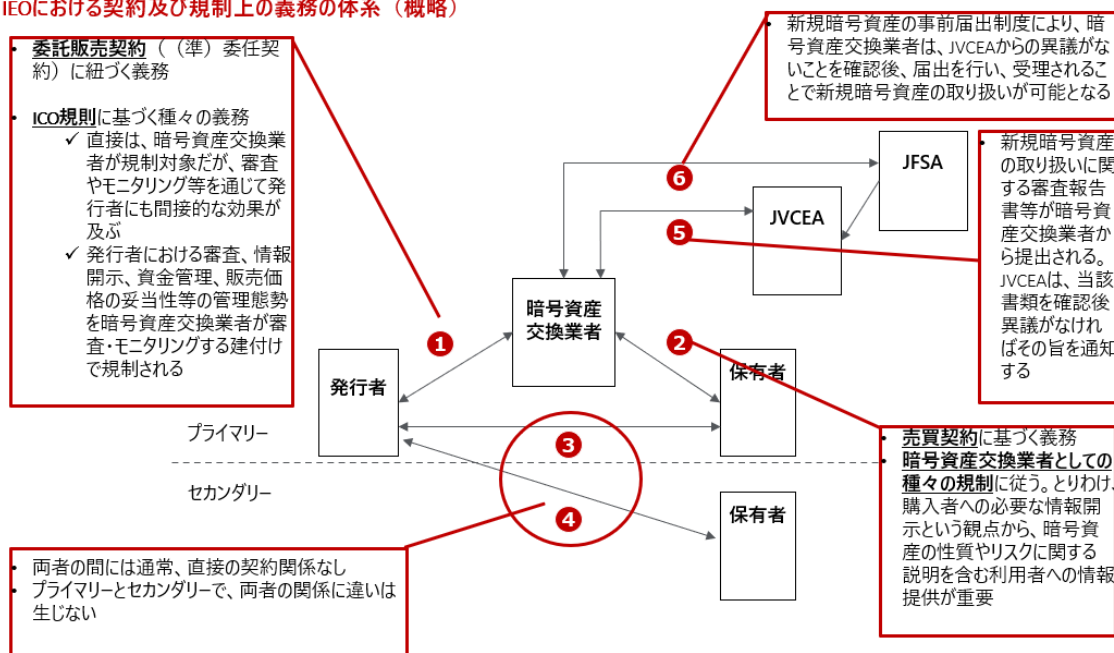 IEOにおける契約及び規制上の義務の体系（概略）
• 委託販売契約（（準）委任契
約）に紐づく義務
• ICO規則に基づく種々の義務
✓ 直接は、暗号資産交換業
者が規制対象だが、審査
やモニタリング等を通じて発
行者にも間接的な効果が
及ぶ
✓ 発行者における審査、情報
開示、資金管理、販売価
格の妥当性等の管理態勢
を暗号資産交換業者が審
査・モニタリングする建付け
で規制される
• 新規暗号資産の事前届出制度により、暗
号資産交換業者は、JVCEAからの異議がな
いことを確認後、届出を行い、受理されるこ
とで新規暗号資産の取り扱いが可能となる
• 新規暗号資産
の取り扱いに関
する審査報告
書等が暗号資
産交換業者か
ら提出される。
JVCEAは、当該
書類を確認後
異議がなけれ
ばその旨を通知
する
JFSA
6
JVCEA
5
暗号資産
交換業者
1
2
発行者
保有者
プライマリー
3
セカンダリー
4
保有者
• 売買契約に基づく義務
• 暗号資産交換業者としての
種々の規制に従う。とりわけ、
購入者への必要な情報開
示という観点から、暗号資
産の性質やリスクに関する
説明を含む利用者への情報
提供が重要
• 両者の間には通常、直接の契約関係なし
• プライマリーとセカンダリーで、両者の関係に違いは
生じない